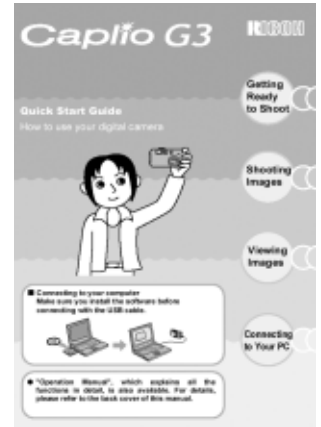 Caplio G3
RICOH
Quick Start Guide
How to use your digital camera
Getting
Ready
to Shoot
Shooting
Images
Viewing
Images
Connecting
to Your PC
■ Connecting to your computer
Make sure you install the software before
connecting with the USB cable.
● "Operation Manual", which explains all the
functions in detail, is also available. For details,
please refer to the back cover of this manual.